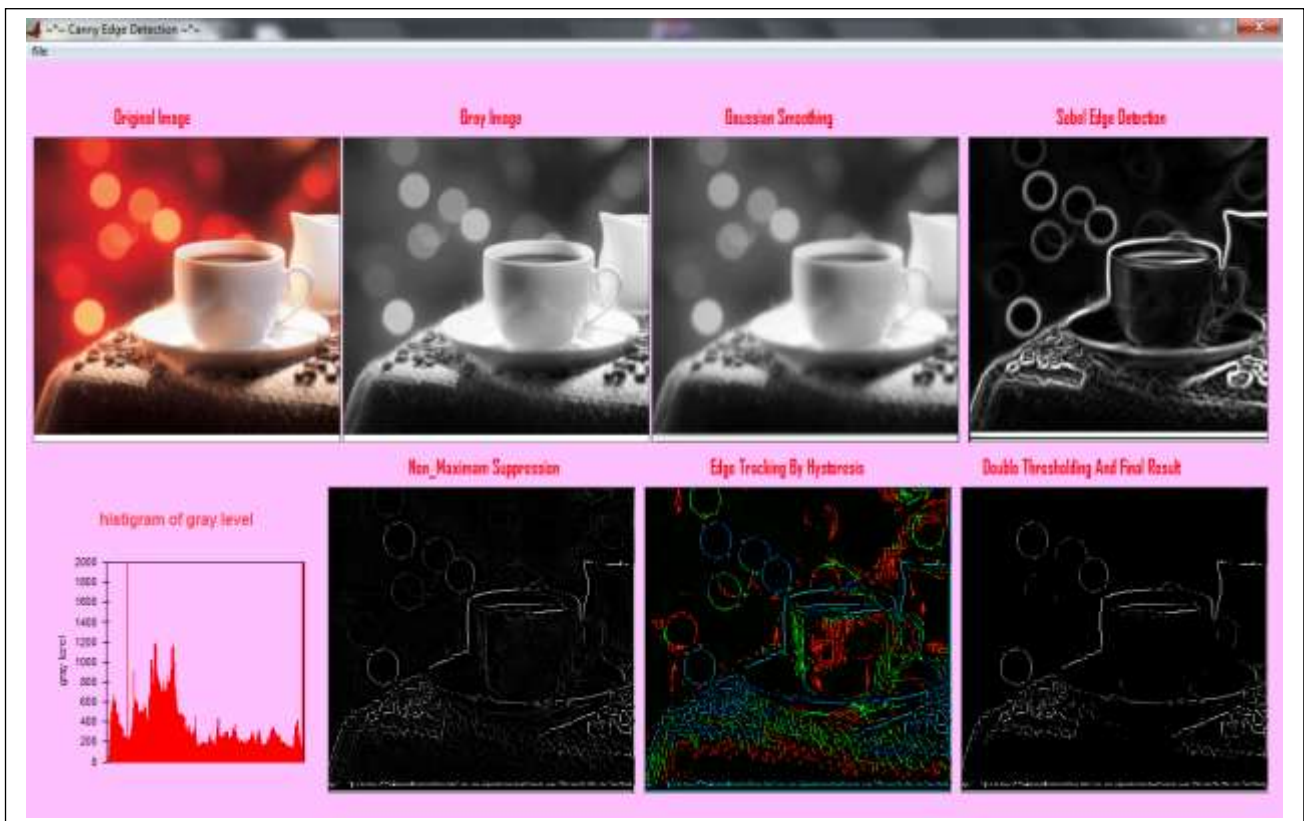 ~*~ Canny Edge Detection ~*~
file
Original Image
Gray Image
Gaussian Smoothing
Sobel Edge Detection
Non_Maximum Suppression
Edge Tracking By Hysteresis
Double Thresholding And Final Result
histigram of gray level
2000
1800
1600
1400
1200
1000
800
600
400
200
0
gray level